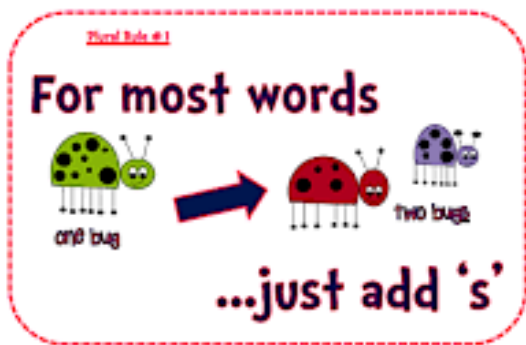 Plural Rule #1
For most words
one bug
two bugs
...just add 's'